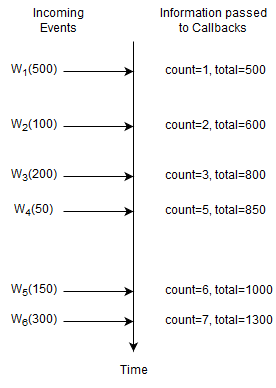 Incoming Events
Information passed to Callbacks
W1(500)
count=1, total=500
W2(100)
count=2, total=600
W3(200)
count=3, total=800
W4(50)
count=5, total=850
W5(150)
count=6, total=1000
W6(300)
count=7, total=1300
Time